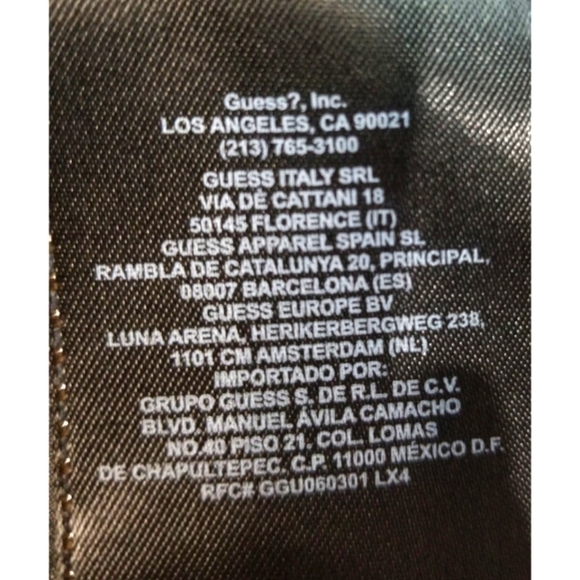 Guess?, Inc.
LOS ANGELES, CA 90021
(213) 765-3100
GUESS ITALY SRL
VIA DE CATTANI 18
50145 FLORENCE (IT)
GUESS APPAREL SPAIN SL
RAMBLA DE CATALUNYA 20, PRINCIPAL,
08007 BARCELONA (ES)
GUESS EUROPE BV
LUNA ARENA, HERIKERBERGWEG 238,
1101 CM AMSTERDAM (NL)
IMPORTADO POR:
GRUPO GUESS S. DE R.L. DE C.V.
BLVD. MANUEL ÁVILA CAMACHO
NO.40 PISO 21. COL. LOMAS
DE CHAPULTEPEC. C.P. 11000 MÉXICO D.F.
RFC# GGU060301 LX4